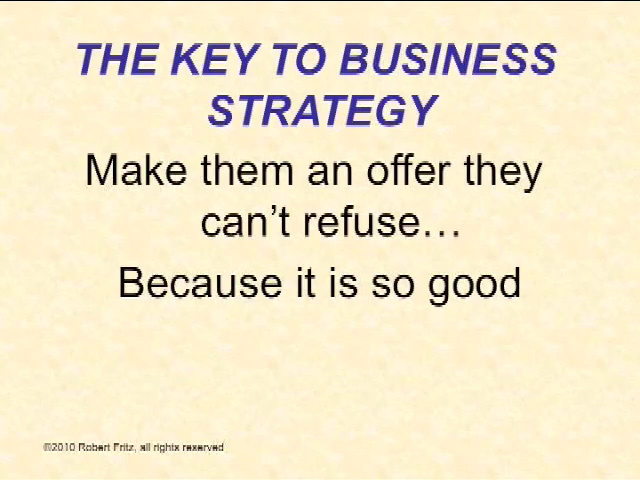 THE KEY TO BUSINESS
STRATEGY
Make them an offer they
can’t refuse…
Because it is so good
©2010 Robert Fritz, all rights reserved